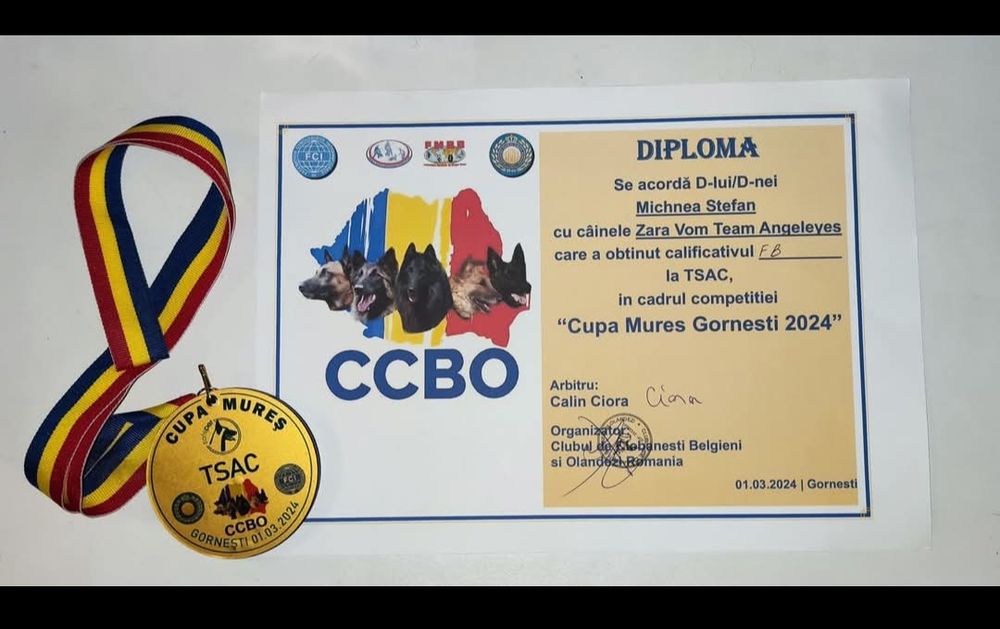 FCI
F.M.B.B
CCBO
DIPLOMA
Se acordă D-lui/D-nei
Michnea Stefan
cu câinele Zara Vom Team Angeleyes
care a obtinut calificativul FB
la TSAC,
in cadrul competitiei
“Cupa Mures Gornesti 2024”
Arbitru:
Calin Ciora Ciora
Organizator:
Clubul de Ciobanesti Belgieni
si Olandezi Romania
01.03.2024 | Gornesti
CUPA MUREȘ
TSAC
FCI
CCBO
GORNEȘTI 01.03.2024